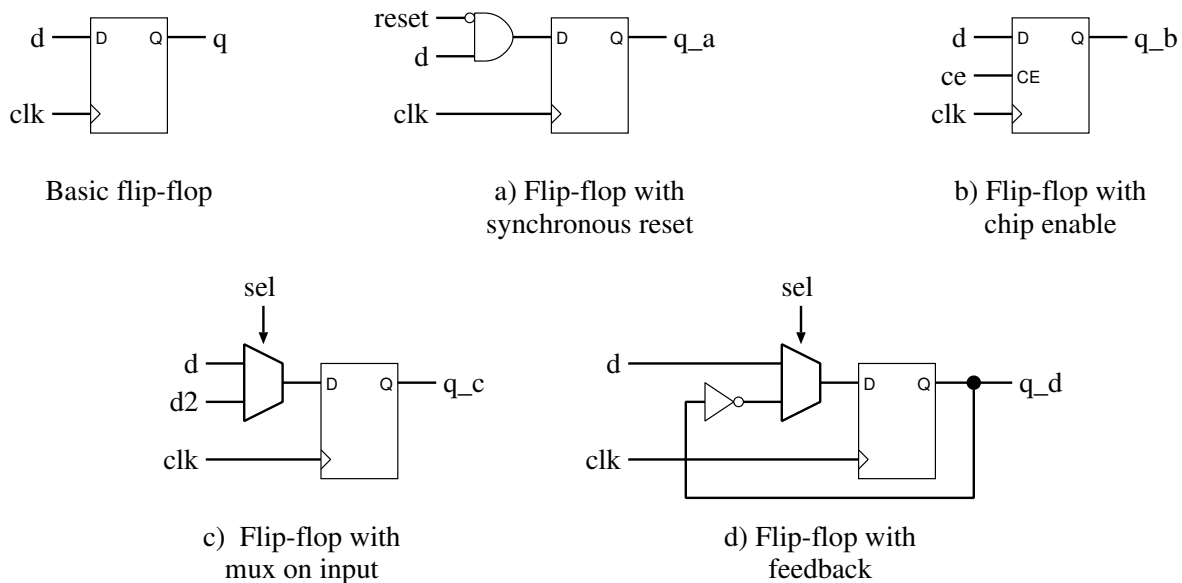 reset
d
D
Q
q
clk
Basic flip-flop
d
D
Q
q_a
clk
a) Flip-flop with
synchronous reset
d
D
Q
q_b
ce
CE
clk
b) Flip-flop with
chip enable
sel
d
d2
D
Q
q_c
clk
c) Flip-flop with
mux on input
sel
d
D
Q
q_d
clk
d) Flip-flop with
feedback